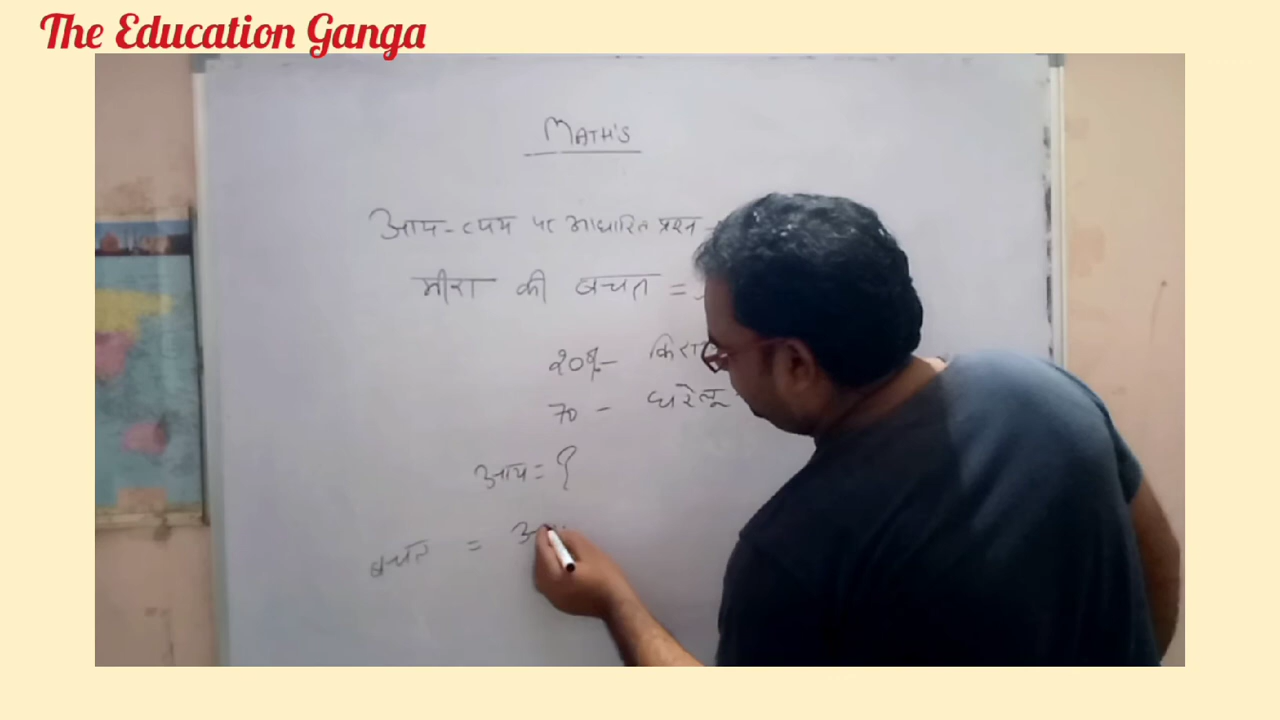 The Education Ganga
MATH'S
आय-व्यय पर आधारित प्रश्न -
मीरा की बचत =
20% - किरा
70 - घरेलू
आय = ?
बचत = आ